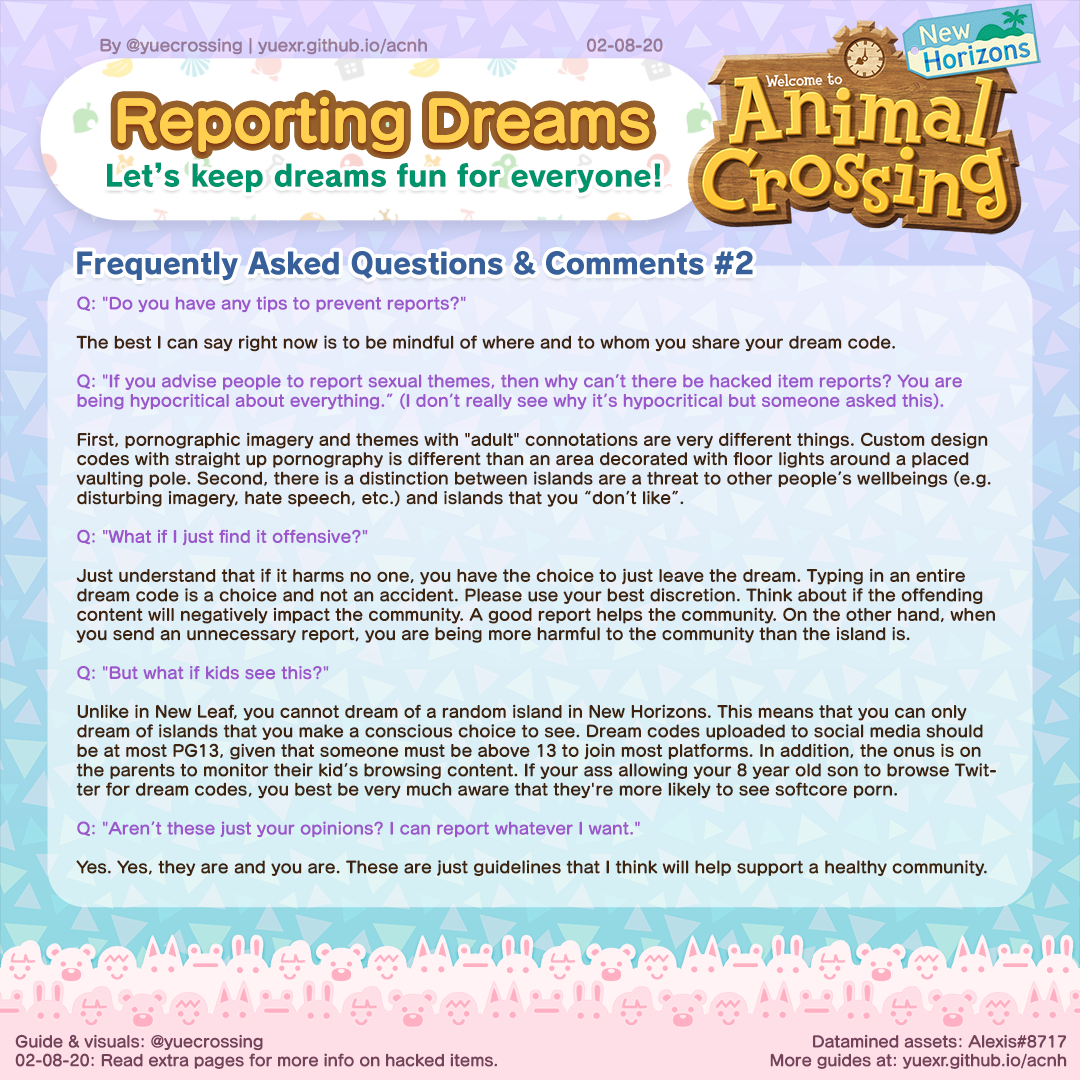 By @yuecrossing | yuexr.github.io/acnh
02-08-20
New
Horizons
Welcome to
Animal
Crossing
Reporting Dreams
Let's keep dreams fun for everyone!
Frequently Asked Questions & Comments #2
Q: "Do you have any tips to prevent reports?"
The best I can say right now is to be mindful of where and to whom you share your dream code.
Q: "If you advise people to report sexual themes, then why can't there be hacked item reports? You are
being hypocritical about everything.” (I don't really see why it's hypocritical but someone asked this).
First, pornographic imagery and themes with "adult" connotations are very different things. Custom design
codes with straight up pornography is different than an area decorated with floor lights around a placed
vaulting pole. Second, there is a distinction between islands are a threat to other people's wellbeings (e.g.
disturbing imagery, hate speech, etc.) and islands that you “don't like”.
Q: "What if I just find it offensive?"
Just understand that if it harms no one, you have the choice to just leave the dream. Typing in an entire
dream code is a choice and not an accident. Please use your best discretion. Think about if the offending
content will negatively impact the community. A good report helps the community. On the other hand, when
you send an unnecessary report, you are being more harmful to the community than the island is.
Q: "But what if kids see this?"
Unlike in New Leaf, you cannot dream of a random island in New Horizons. This means that you can only
dream of islands that you make a conscious choice to see. Dream codes uploaded to social media should
be at most PG13, given that someone must be above 13 to join most platforms. In addition, the onus is on
the parents to monitor their kid's browsing content. If your ass allowing your 8 year old son to browse Twit-
ter for dream codes, you best be very much aware that they're more likely to see softcore porn.
Q: "Aren't these just your opinions? I can report whatever I want."
Yes. Yes, they are and you are. These are just guidelines that I think will help support a healthy community.
Guide & visuals: @yuecrossing
02-08-20: Read extra pages for more info on hacked items.
Datamined assets: Alexis#8717
More guides at: yuexr.github.io/acnh